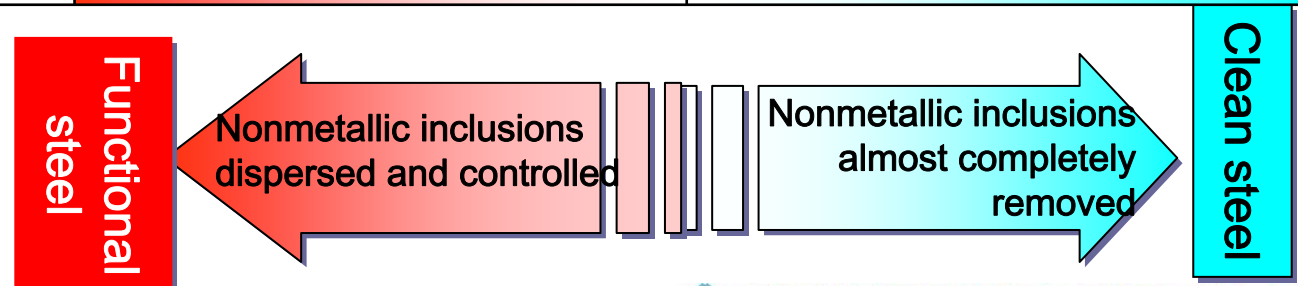 Functional
steel
Nonmetallic inclusions
dispersed and controlled
Nonmetallic inclusions
almost completely
removed
Clean steel